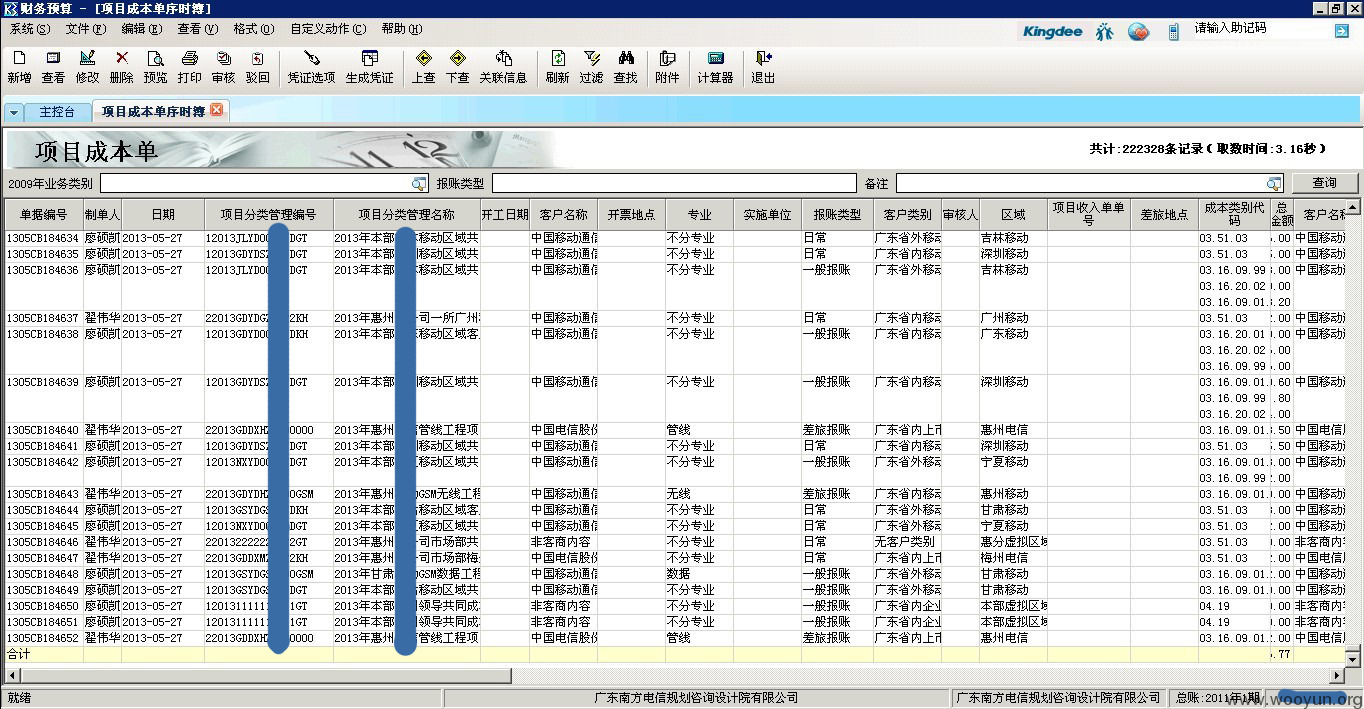 财务预算 - [项目成本单序时簿]
系统(S) 文件(F) 编辑(E) 查看(V) 格式(O) 自定义动作(C) 帮助(H) Kingdee 请输入助记码
新增 查看 修改 删除 预览 打印 审核 驳回 凭证选项 生成凭证 上查 下查 关联信息 刷新 过滤 查找 附件 计算器 退出
主控台 项目成本单序时簿
项目成本单 共计:222328条记录(取数时间:3.16秒)
2009年业务类别 报账类型 备注 查询
单据编号 制单人 日期 项目分类管理编号 项目分类管理名称 开工日期 客户名称 开票地点 专业 实施单位 报账类型 客户类别 审核人 区域 项目收入单单号 差旅地点 成本类别代码 总金额 客户名称
1305CB184634 廖硕凯 2013-05-27 12013JLYD DGT 2013年本部 移动区域共 中国移动通信 不分专业 日常 广东省外移动 吉林移动 03.51.03 .00 中国移动
1305CB184635 廖硕凯 2013-05-27 12013GDYDS DGT 2013年本部 移动区域共 中国移动通信 不分专业 日常 广东省内移动 深圳移动 03.51.03 .00 中国移动
1305CB184636 廖硕凯 2013-05-27 12013JLYD DGT 2013年本部 移动区域共 中国移动通信 不分专业 一般报账 广东省外移动 吉林移动 03.16.09.99 .00 中国移动
03.16.20.02 .00
03.16.09.01 .20
1305CB184637 翟伟华 2013-05-27 22013GDYDG 2KH 2013年惠州 司一所广州 中国移动通信 不分专业 日常 广东省内移动 广州移动 03.51.03 .00 中国移动
1305CB184638 廖硕凯 2013-05-27 12013GDYD DKH 2013年本部 移动区域客 中国移动通信 不分专业 一般报账 广东省内移动 广东移动 03.16.20.01 .00 中国移动
03.16.20.02 .00
03.16.09.99 .00
1305CB184639 廖硕凯 2013-05-27 12013GDYDS DGT 2013年本部 移动区域共 中国移动通信 不分专业 一般报账 广东省内移动 深圳移动 03.16.09.01 .60 中国移动
03.16.09.99 .80
03.16.20.02 .00
1305CB184640 翟伟华 2013-05-27 22013GDDXH 0000 2013年惠州 管线工程项 中国电信股份 管线 差旅报账 广东省内上市 惠州电信 03.16.09.01 .50 中国电信
1305CB184641 廖硕凯 2013-05-27 12013GDYDS DGT 2013年本部 移动区域共 中国移动通信 不分专业 日常 广东省内移动 深圳移动 03.51.03 .50 中国移动
1305CB184642 廖硕凯 2013-05-27 12013NXYD DGT 2013年本部 移动区域共 中国移动通信 不分专业 一般报账 广东省外移动 宁夏移动 03.16.09.01 .00 中国移动
03.16.09.99 .00
1305CB184643 翟伟华 2013-05-27 22013GDYDH 0GSM 2013年惠州 GSM无线工程 中国移动通信 无线 差旅报账 广东省内移动 惠州移动 03.16.09.01 .00 中国移动
1305CB184644 廖硕凯 2013-05-27 12013GSYDG DKH 2013年本部 移动区域客 中国移动通信 不分专业 日常 广东省外移动 甘肃移动 03.51.03 .00 中国移动
1305CB184645 廖硕凯 2013-05-27 12013NXYD DGT 2013年本部 移动区域共 中国移动通信 不分专业 日常 广东省外移动 宁夏移动 03.51.03 .00 中国移动
1305CB184646 翟伟华 2013-05-27 2201322222 2GT 2013年惠州 司市场部共 非客商内容 不分专业 日常 无客户类别 惠分虚拟区域 03.51.03 .00 非客商内
1305CB184647 翟伟华 2013-05-27 22013GDDXM 2KH 2013年惠州 司市场部梅 中国电信股份 不分专业 日常 广东省内上市 梅州电信 03.51.03 .00 中国电信
1305CB184648 廖硕凯 2013-05-27 12013GSYDG 0GSM 2013年甘肃 GSM数据工程 中国移动通信 数据 一般报账 广东省外移动 甘肃移动 03.16.09.01 .00 中国移动
1305CB184649 廖硕凯 2013-05-27 12013GSYDG DGT 2013年本部 移动区域共 中国移动通信 不分专业 一般报账 广东省外移动 甘肃移动 03.16.09.01 .00 中国移动
1305CB184650 廖硕凯 2013-05-27 1201311111 1GT 2013年本部 领导共同成 非客商内容 不分专业 一般报账 广东省内企业 本部虚拟区域 04.19 .00 非客商内
1305CB184651 廖硕凯 2013-05-27 1201311111 1GT 2013年本部 领导共同成 非客商内容 不分专业 一般报账 广东省内企业 本部虚拟区域 04.19 .00 非客商内
1305CB184652 翟伟华 2013-05-27 22013GDDXH 0000 2013年惠州 管线工程项 中国电信股份 管线 差旅报账 广东省内上市 惠州电信 03.16.09.01 .00 中国电信
合计 .77
就绪 广东南方电信规划咨询设计院有限公司 广东南方电信规划咨询设计院有限公司 总账:2011年1期
www.wooyun.org